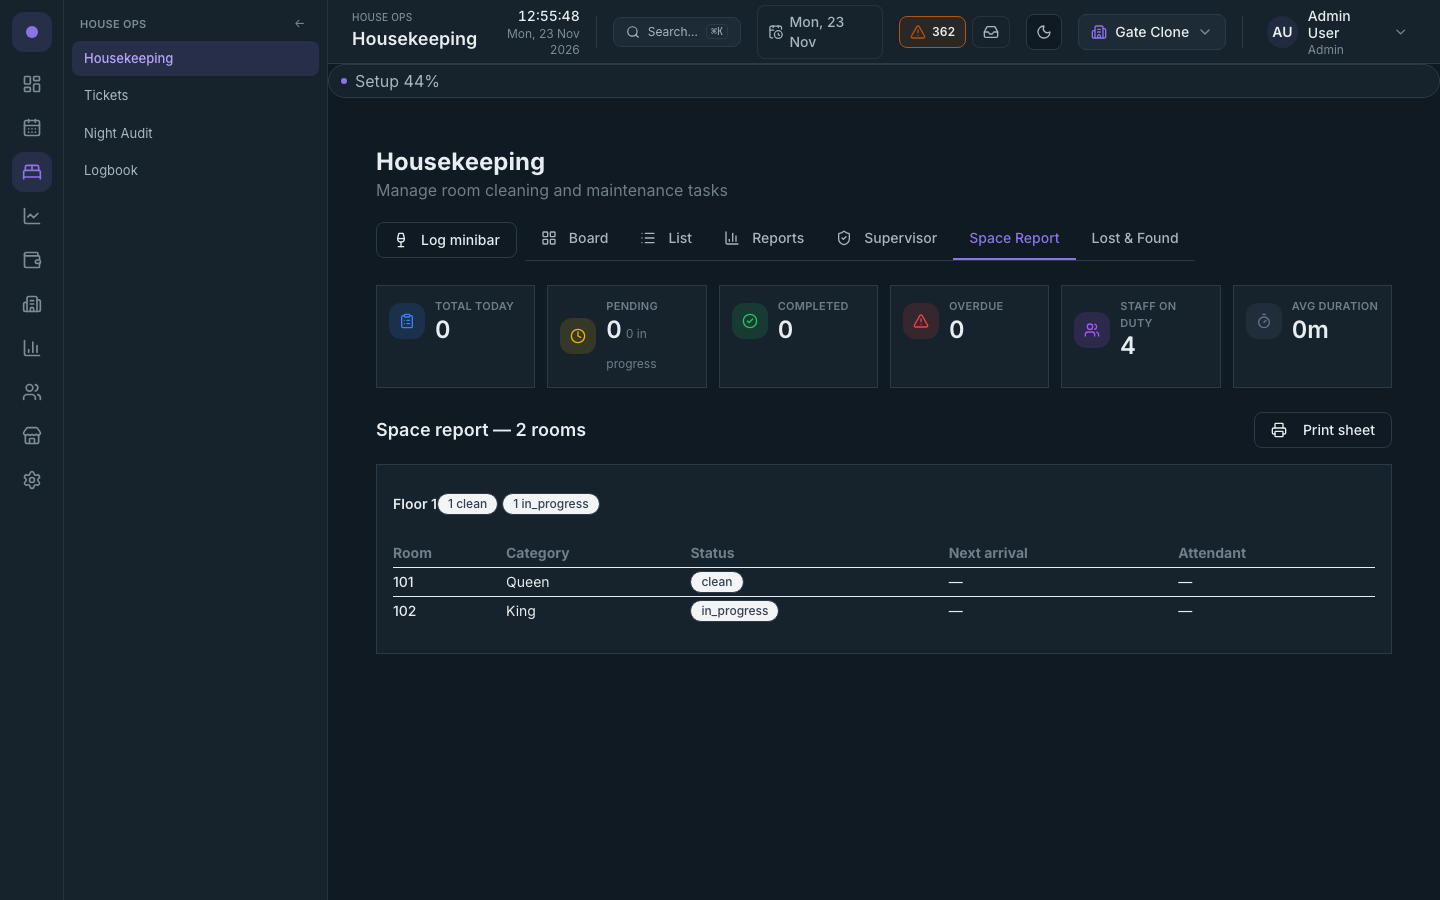 HOUSE OPS
Housekeeping
Tickets
Night Audit
Logbook
HOUSE OPS
Housekeeping
12:55:48
Mon, 23 Nov
2026
Search...
⌘K
Mon, 23
Nov
362
Gate Clone
AU
Admin
User
Admin
Setup 44%
Housekeeping
Manage room cleaning and maintenance tasks
Log minibar
Board
List
Reports
Supervisor
Space Report
Lost & Found
TOTAL TODAY
0
PENDING
0 0 in
progress
COMPLETED
0
OVERDUE
0
STAFF ON
DUTY
4
AVG DURATION
0m
Space report — 2 rooms
Print sheet
Floor 1 1 clean 1 in_progress
Room Category Status Next arrival Attendant
101 Queen clean — —
102 King in_progress — —